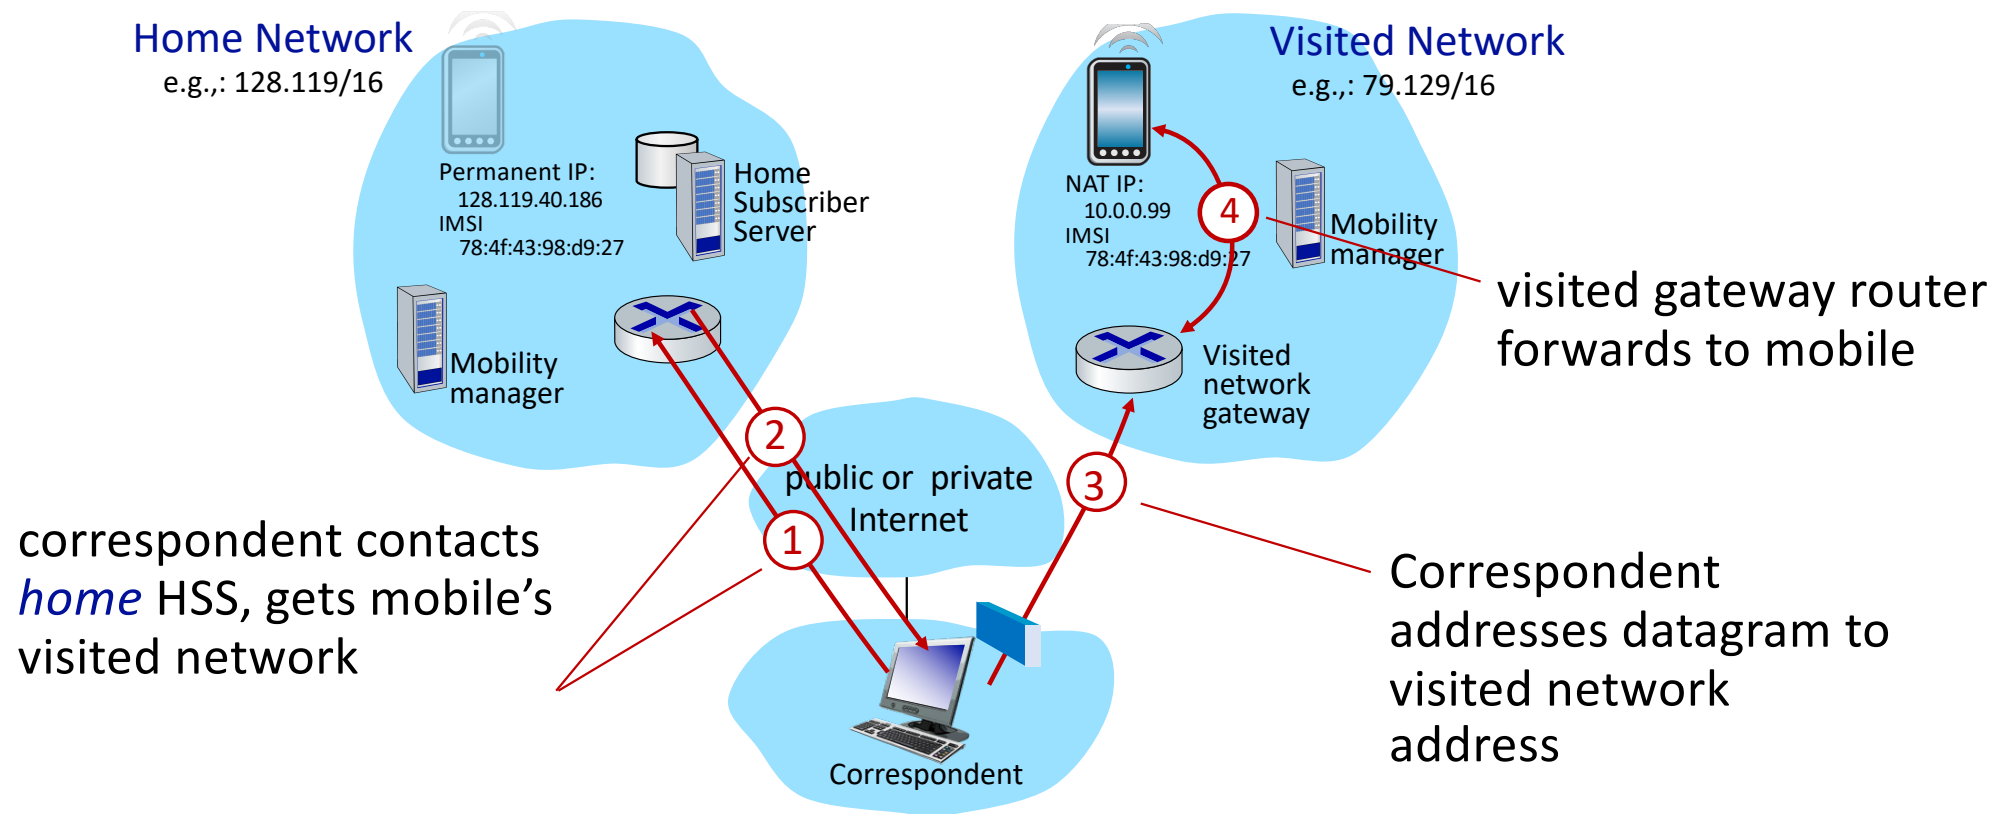 Home Network
e.g.,: 128.119/16
Visited Network
e.g.,: 79.129/16
Permanent IP:
128.119.40.186
IMSI
78:4f:43:98:d9:27
Home
Subscriber
Server
Mobility
manager
NAT IP:
10.0.0.99
IMSI
78:4f:43:98:d9:27
4
Mobility
manager
visited gateway router
forwards to mobile
Visited
network
gateway
2
public or private
Internet
3
1
correspondent contacts
home HSS, gets mobile’s
visited network
Correspondent
addresses datagram to
visited network
address
Correspondent